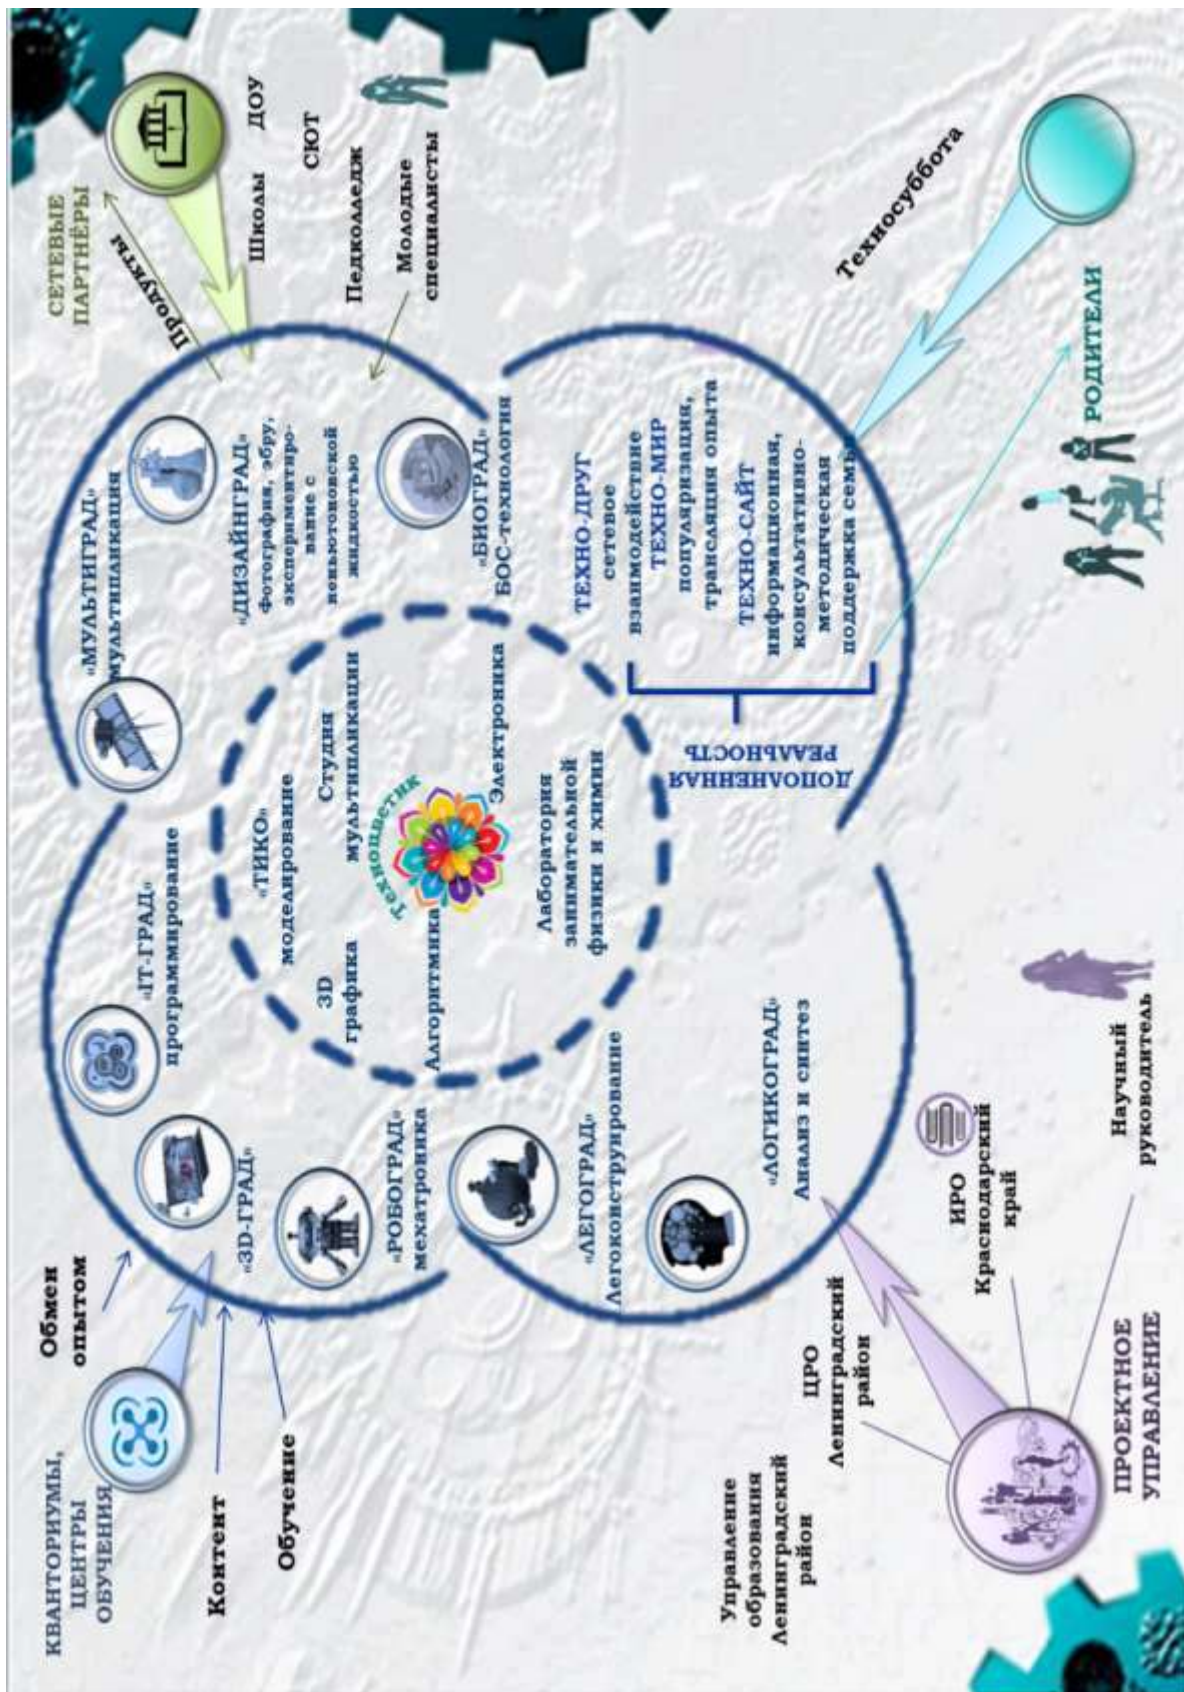 КВАНТОРИУМЫ,
ЦЕНТРЫ
ОБУЧЕНИЯ
Обмен
опытом
Контент
Обучение
«IT-ГРАД»
программирование
«3D-ГРАД»
«РОБОГРАД»
мехатроника
«МУЛЬТИГРАД»
мультипликация
«ДИЗАЙНГРАД»
Фотография, эбру,
экспериментиро-
вание с
неньютоновской
жидкостью
«БИОГРАД»
БОС-технология
СЕТЕВЫЕ
ПАРТНЁРЫ
Продукты
Школы
ДОУ
СЮТ
Педколледж
Молодые
специалисты
«ТИКО»
моделирование
3D
графика
Студия
мультипликации
Техноцветик
Алгоритмика
Электроника
Лаборатория
занимательной
физики и химии
«ЛЕГОГРАД»
Легоконструирование
«ЛОГИКОГРАД»
Анализ и синтез
ДОПОЛНЕННАЯ
РЕАЛЬНОСТЬ
ТЕХНО-ДРУГ
сетевое
взаимодействие
ТЕХНО-МИР
популяризация,
трансляция опыта
ТЕХНО-САЙТ
информационная,
консультативно-
методическая
поддержка семьи
Техносуббота
РОДИТЕЛИ
Управление
образования
Ленинградский
район
ЦРО
Ленинградский
район
ИРО
Краснодарский
край
Научный
руководитель
ПРОЕКТНОЕ
УПРАВЛЕНИЕ